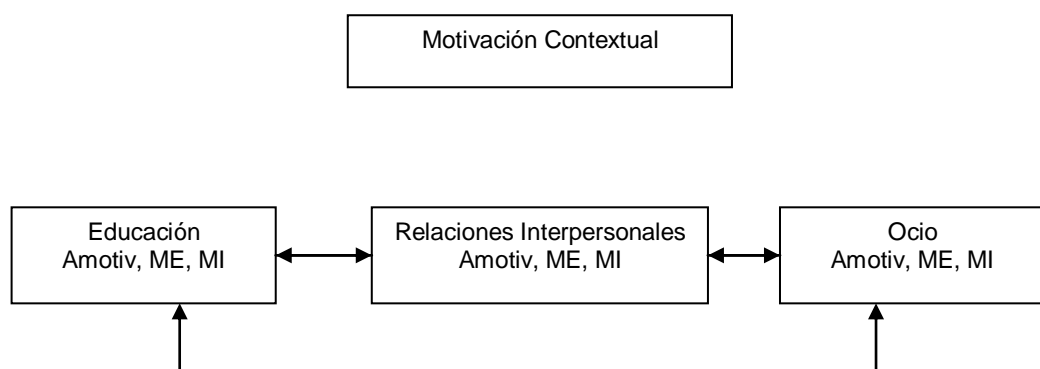 Motivación Contextual
Educación
Amotiv, ME, MI
Relaciones Interpersonales
Amotiv, ME, MI
Ocio
Amotiv, ME, MI